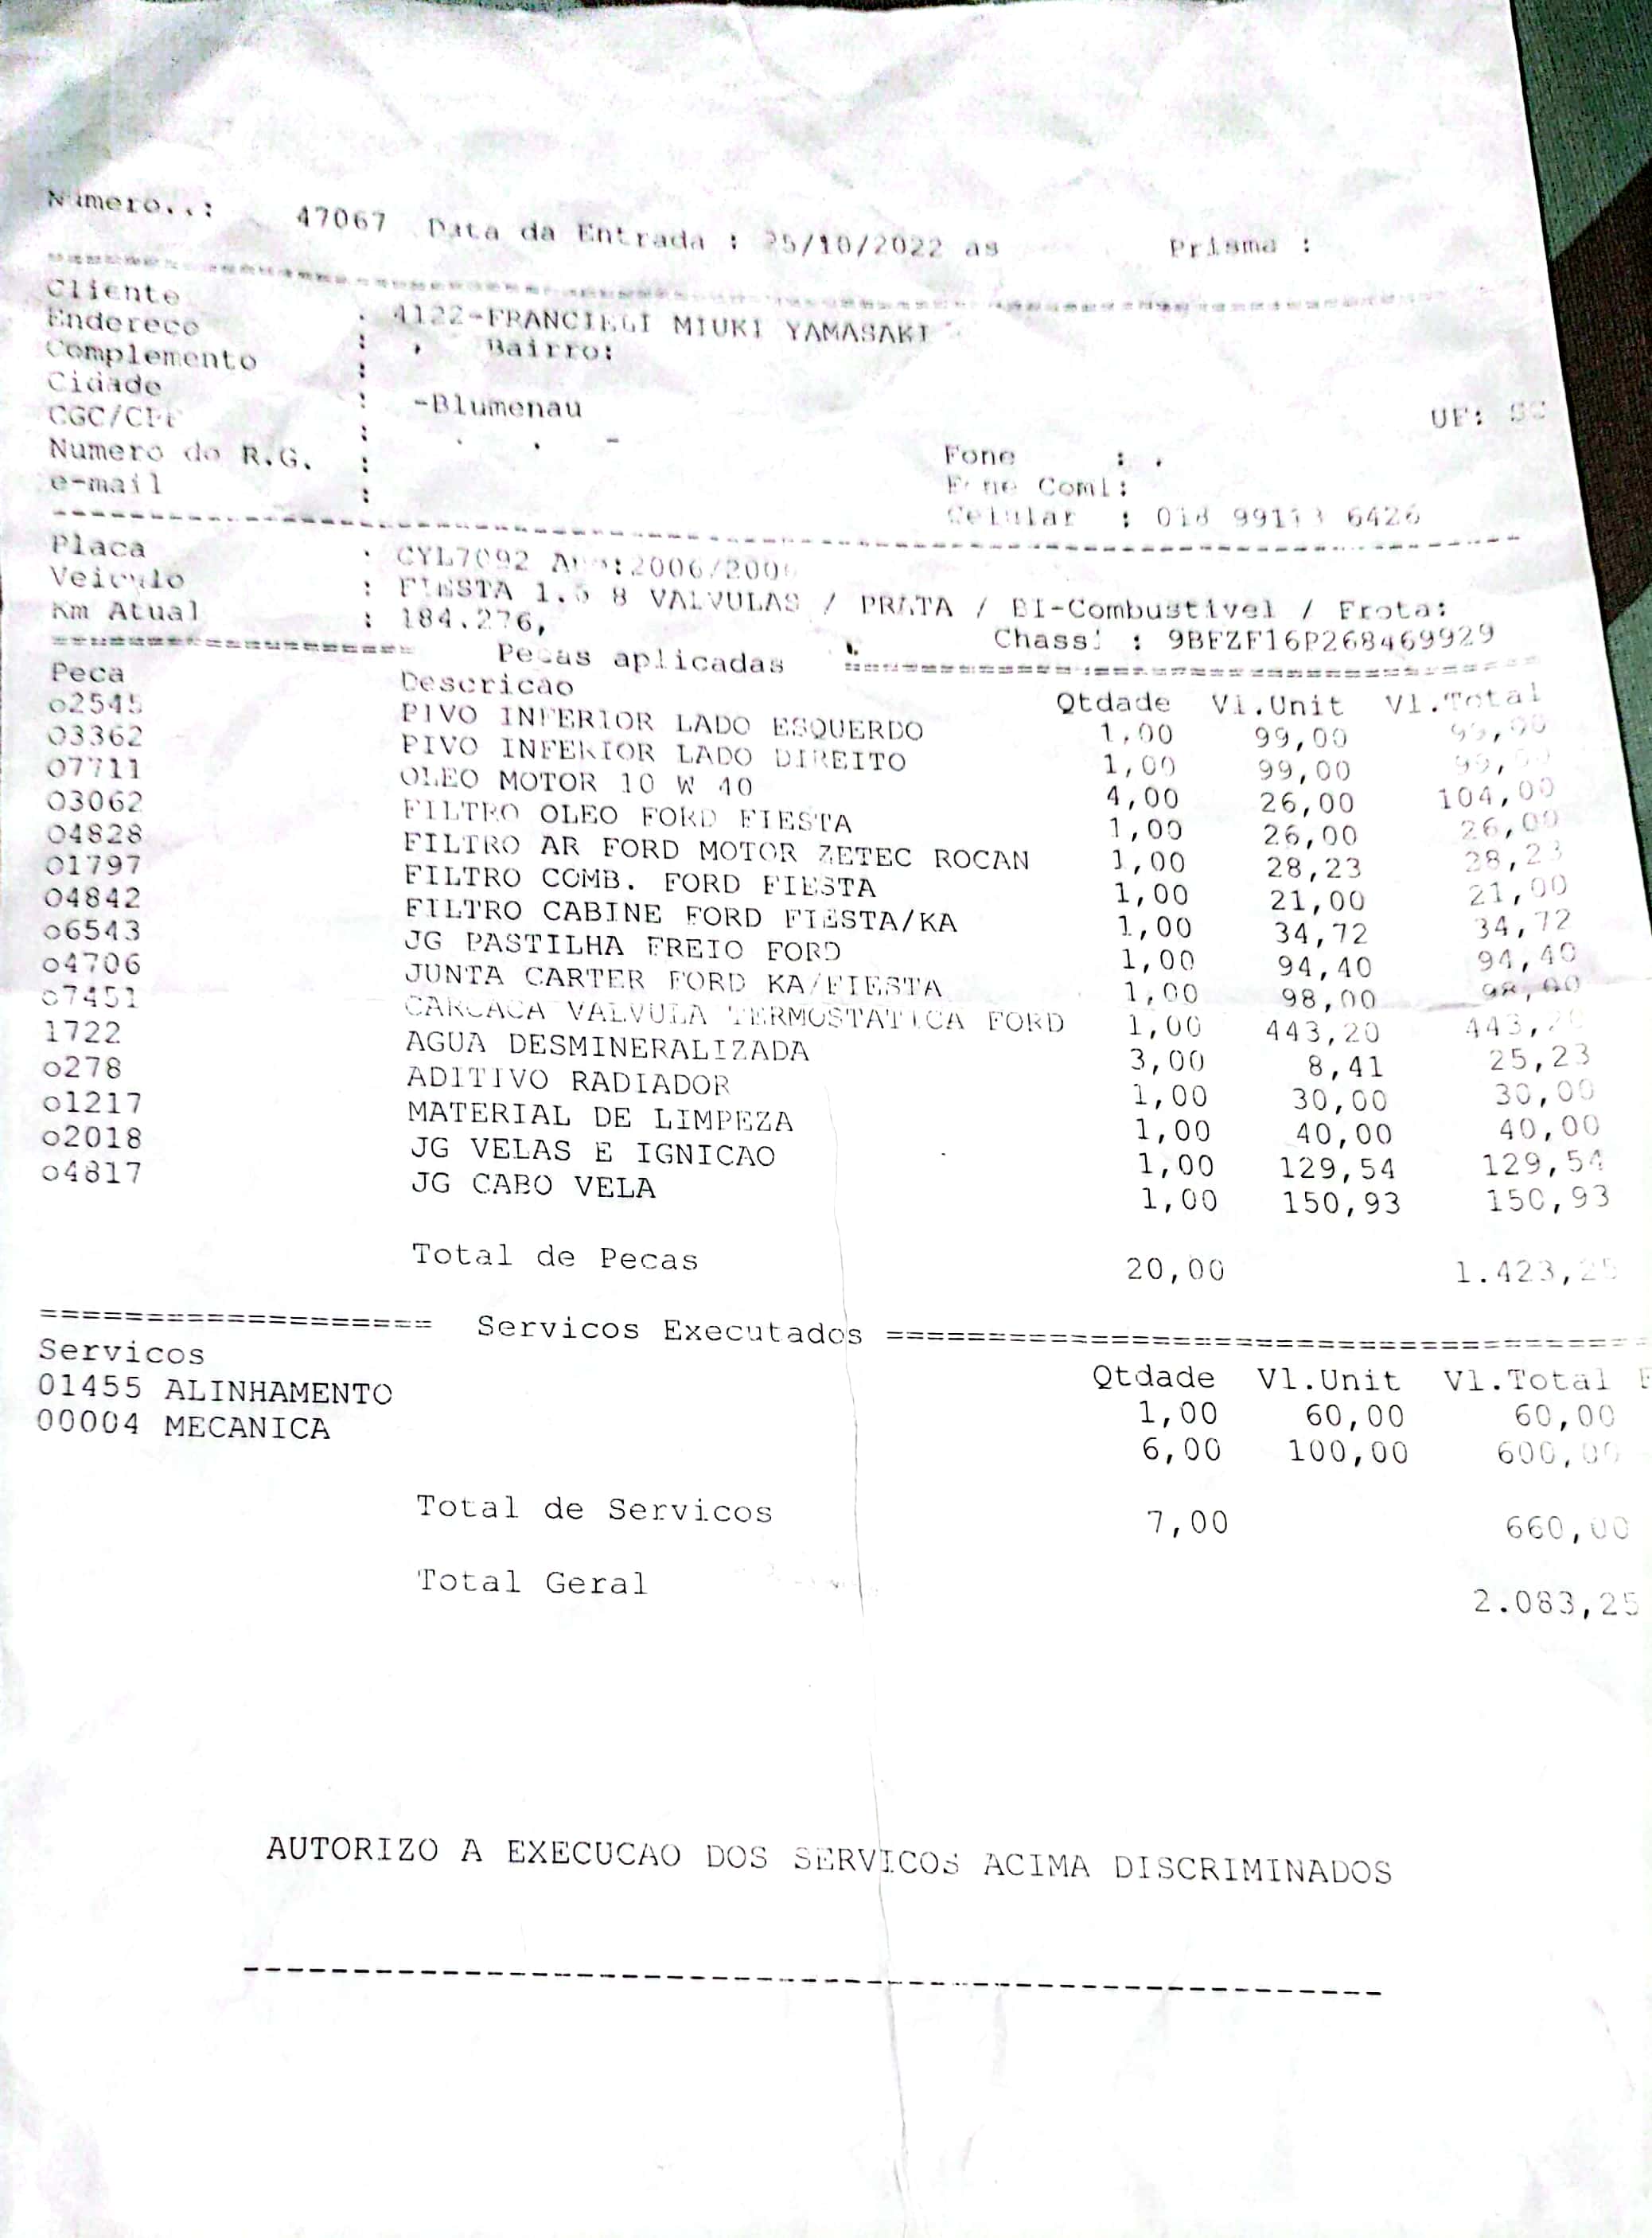 Numero..: 47067 Data da Entrada : 25/10/2022 as Prisma :
Cliente : 4122- MIUKI YAMASAKI
Endereco : , Bairro:
Complemento :
Cidade : -Blumenau UF: SC
CGC/CPF : . . - Fone : .
Numero do R.G. : Fone Coml:
e-mail : Celular : 018 6426
Placa : CYL7092 Ano:2006/2006
Veiculo : FIESTA 1.6 8 VALVULAS / PRATA / BI-Combustivel / Frota:
Km Atual : 184.276, Chassi : 9BFZF16P268469929
=================== Pecas aplicadas ===================================
Peca Descricao Qtdade Vl.Unit Vl.Total
o2545 PIVO INFERIOR LADO ESQUERDO 1,00 99,00 99,00
03362 PIVO INFERIOR LADO DIREITO 1,00 99,00 99,00
07711 OLEO MOTOR 10 W 40 4,00 26,00 104,00
03062 FILTRO OLEO FORD FIESTA 1,00 26,00 26,00
04828 FILTRO AR FORD MOTOR ZETEC ROCAN 1,00 28,23 28,23
01797 FILTRO COMB. FORD FIESTA 1,00 21,00 21,00
04842 FILTRO CABINE FORD FIESTA/KA 1,00 34,72 34,72
o6543 JG PASTILHA FREIO FORD 1,00 94,40 94,40
o4706 JUNTA CARTER FORD KA/FIESTA 1,00 98,00 98,00
o7451 CARCACA VALVULA TERMOSTATICA FORD 1,00 443,20 443,20
1722 AGUA DESMINERALIZADA 3,00 8,41 25,23
o278 ADITIVO RADIADOR 1,00 30,00 30,00
o1217 MATERIAL DE LIMPEZA 1,00 40,00 40,00
o2018 JG VELAS E IGNICAO 1,00 129,54 129,54
o4817 JG CABO VELA 1,00 150,93 150,93
Total de Pecas 20,00 1.423,25
=================== Servicos Executados ===================================
Servicos Qtdade Vl.Unit Vl.Total
01455 ALINHAMENTO 1,00 60,00 60,00
00004 MECANICA 6,00 100,00 600,00
Total de Servicos 7,00 660,00
Total Geral 2.083,25
AUTORIZO A EXECUCAO DOS SERVICOS ACIMA DISCRIMINADOS